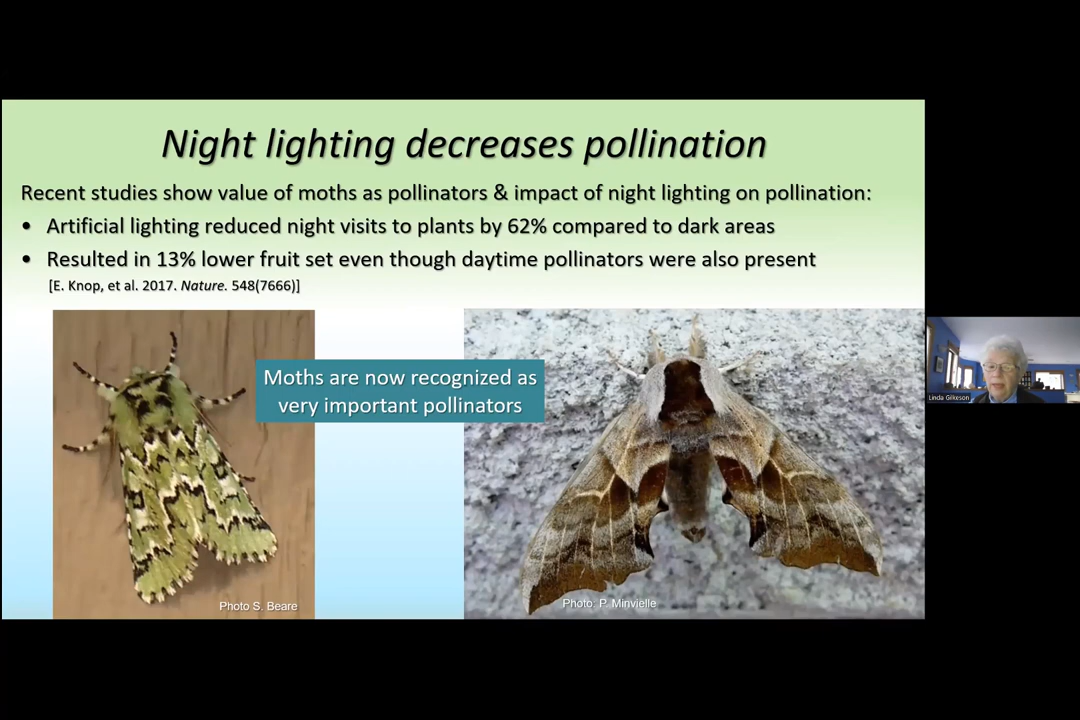 Night lighting decreases pollination
Recent studies show value of moths as pollinators & impact of night lighting on pollination:
• Artificial lighting reduced night visits to plants by 62% compared to dark areas
• Resulted in 13% lower fruit set even though daytime pollinators were also present
[E. Knop, et al. 2017. Nature. 548(7666)]
Moths are now recognized as
very important pollinators
Photo S. Beare
Photo: P. Minvielle
Linda Gilkeson